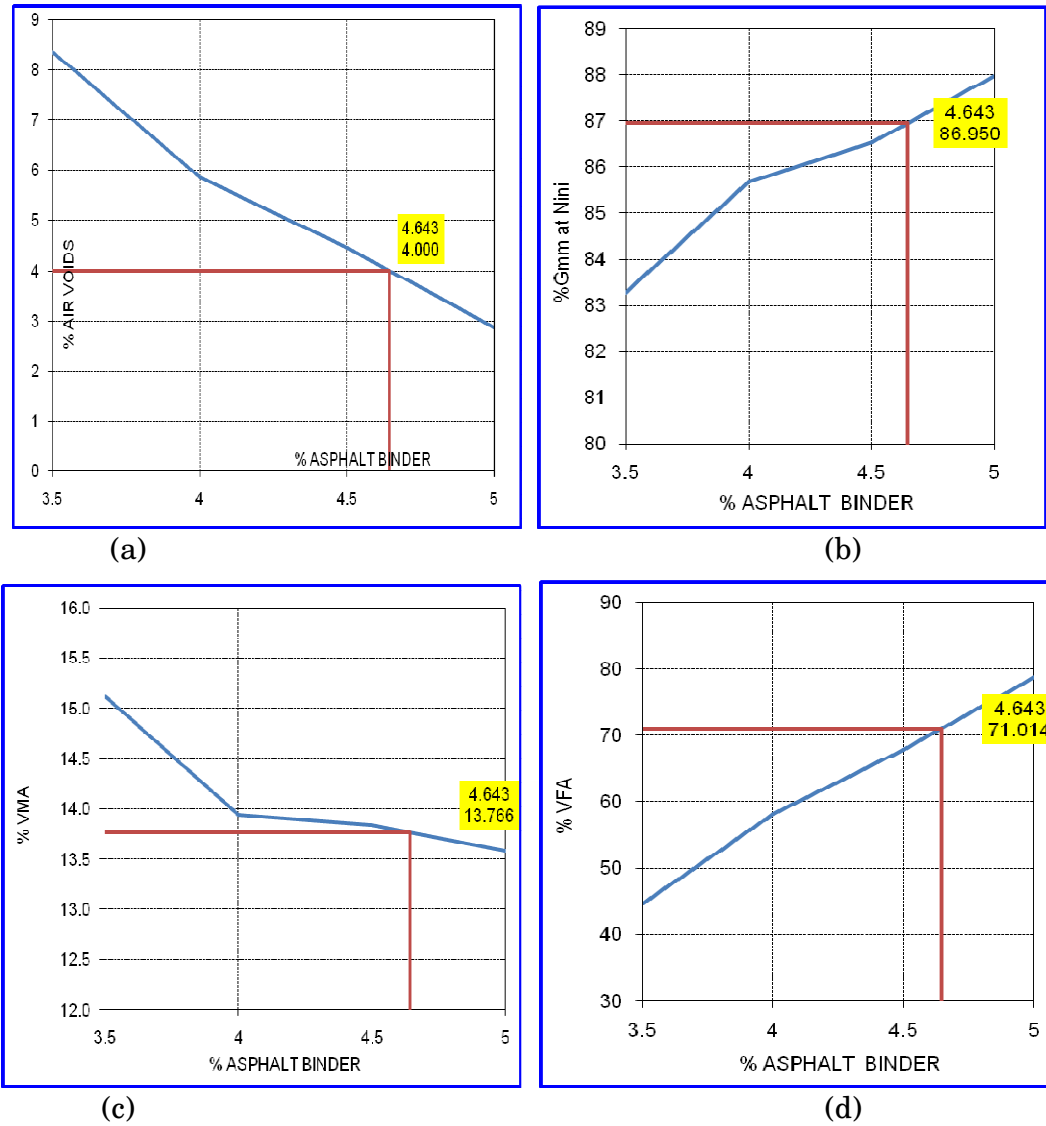 9
8
7
6
5
4
3
2
1
0
% AIR VOIDS
4.643
4.000
% ASPHALT BINDER
3.5 4 4.5 5
(a)
89
88
87
86
85
84
83
82
81
80
%Gmm at Nini
4.643
86.950
3.5 4 4.5 5
% ASPHALT BINDER
(b)
16.0
15.5
15.0
14.5
14.0
13.5
13.0
12.5
12.0
% VMA
4.643
13.766
3.5 4 4.5 5
% ASPHALT BINDER
(c)
90
80
70
60
50
40
30
% VFA
4.643
71.014
3.5 4 4.5 5
% ASPHALT BINDER
(d)